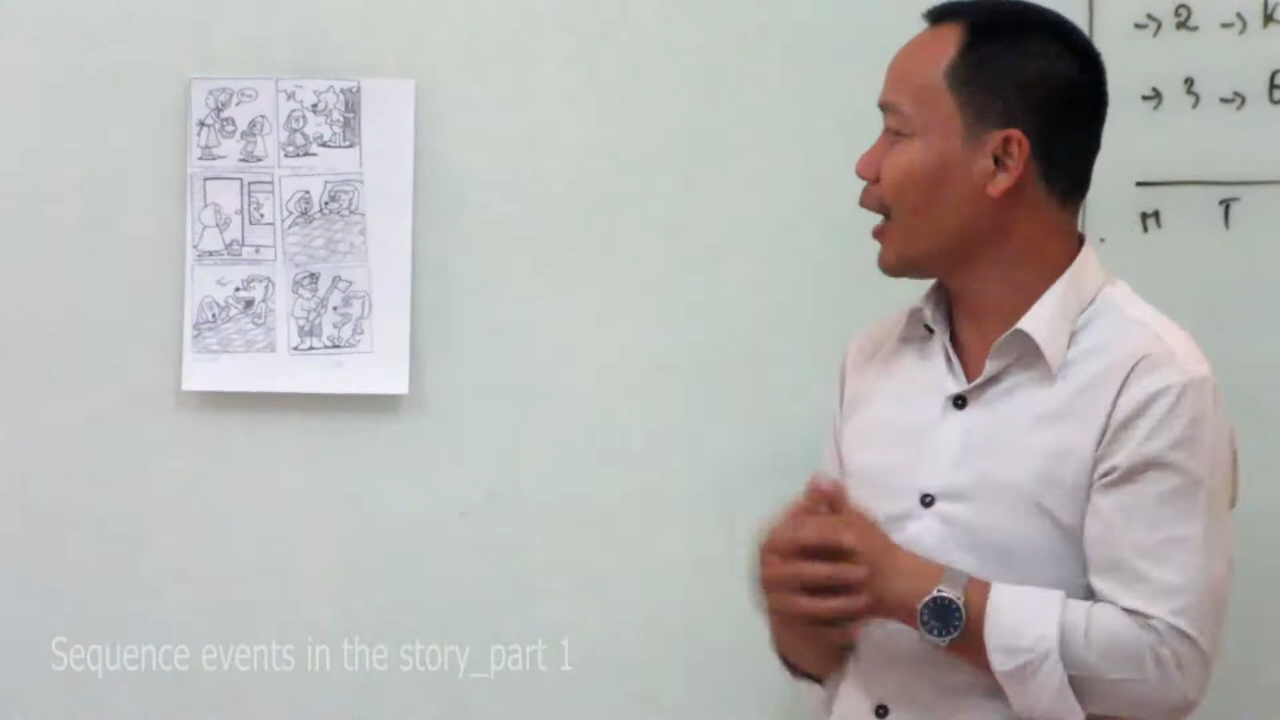 → 2 →
→ 3 →
M T
Sequence events in the story_part 1